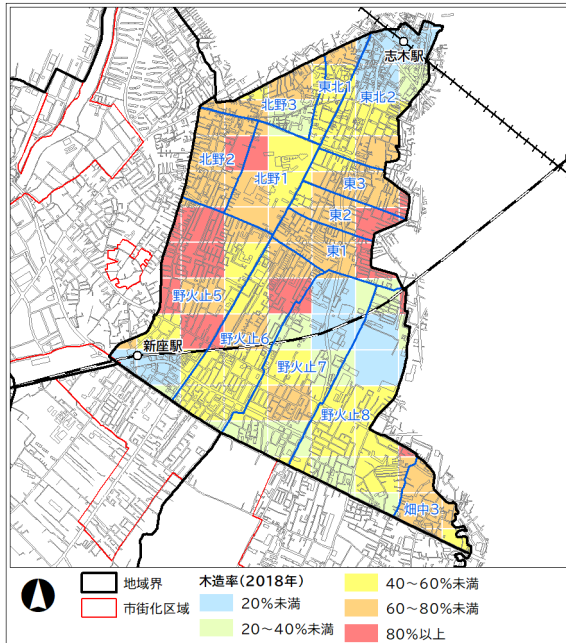 志木駅
東北1
東北2
北野3
北野2
北野1
東3
東2
東1
野火止5
野火止6
新座駅
野火止7
野火止8
畑中3
地域界
市街化区域
木造率(2018年)
20%未満
20～40%未満
40～60%未満
60～80%未満
80%以上